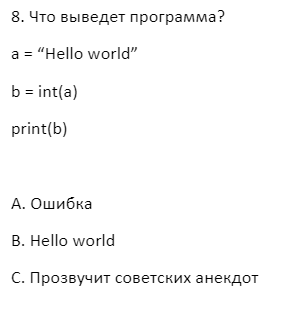 8. Что выведет программа?
a = “Hello world”
b = int(a)
print(b)
A. Ошибка
B. Hello world
C. Прозвучит советских анекдот